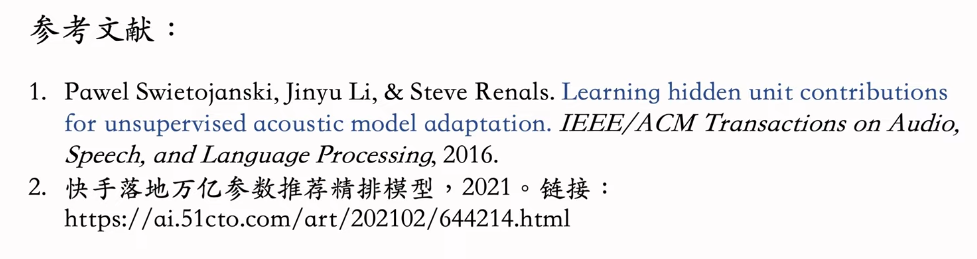 参考文献：
1. Pawel Swietojanski, Jinyu Li, & Steve Renals. Learning hidden unit contributions
for unsupervised acoustic model adaptation. IEEE/ACM Transactions on Audio,
Speech, and Language Processing, 2016.
2. 快手落地万亿参数推荐精排模型，2021。链接：
https://ai.51cto.com/art/202102/644214.html